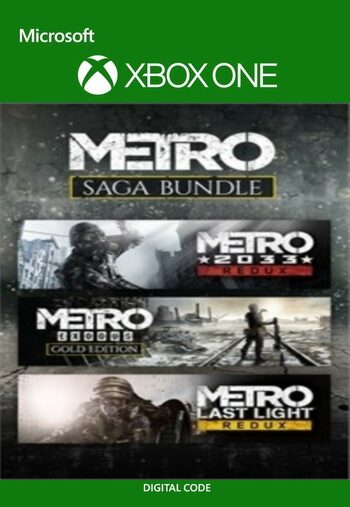 Microsoft
XBOX ONE
METRO
SAGA BUNDLE
METRO
2033
REDUX
METRO
EXODUS
GOLD EDITION
METRO
LAST LIGHT
REDUX
DIGITAL CODE